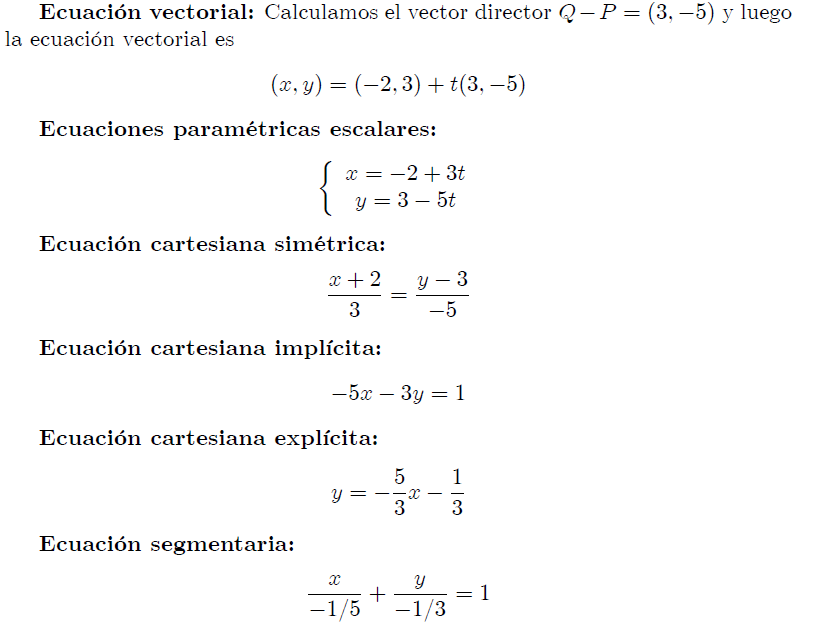 Ecuación vectorial: Calculamos el vector director Q − P = (3, −5) y luego
la ecuación vectorial es
(x, y) = (−2, 3) + t(3, −5)
Ecuaciones paramétricas escalares:
{ x = −2 + 3t
y = 3 − 5t
Ecuación cartesiana simétrica:
(x + 2)/3 = (y − 3)/−5
Ecuación cartesiana implícita:
−5x − 3y = 1
Ecuación cartesiana explícita:
y = −5/3 x − 1/3
Ecuación segmentaria:
x/(−1/5) + y/(−1/3) = 1